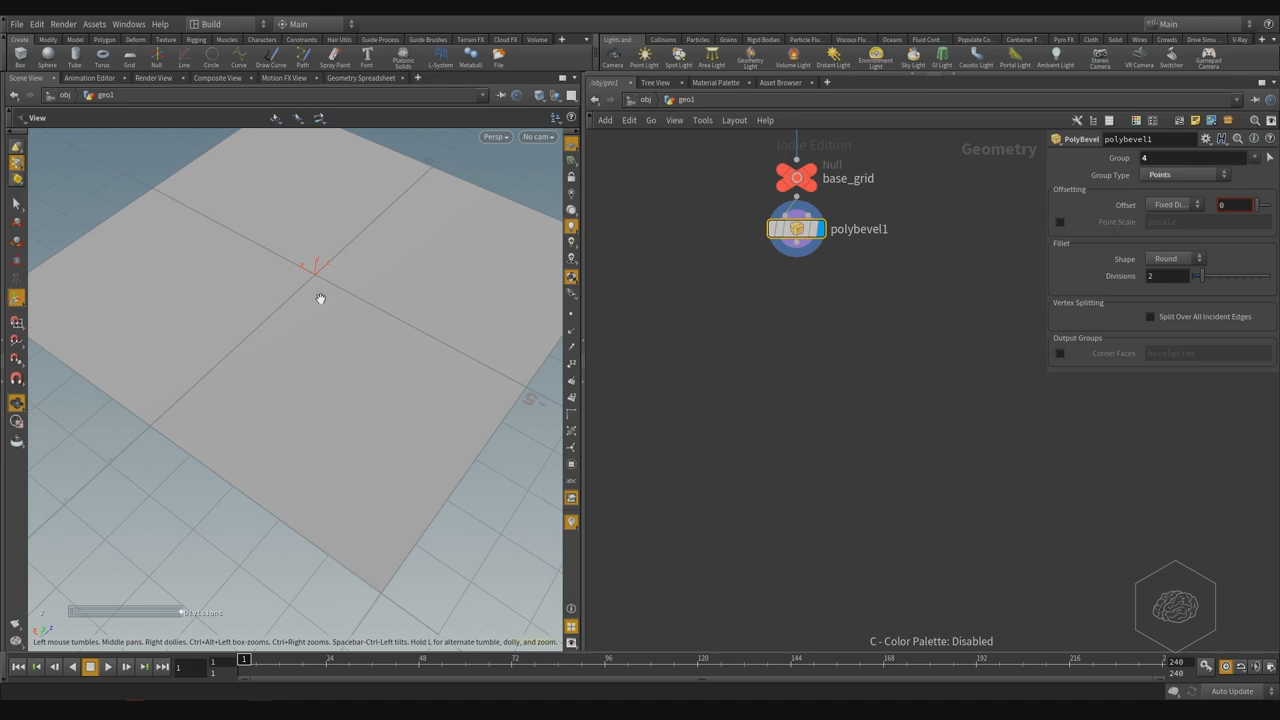 File Edit Render Assets Windows Help Build Main Main
Create Modify Model Polygon Deform Texture Rigging Muscles Characters Constraints Hair Utils Guide Process Guide Brushes Terrain FX Cloud FX Volume
Lights and... Collisions Particles Grains Rigid Bodies Particle Flu... Viscous Flu... Oceans Fluid Con... Populate Co... Container T... Pyro FX Cloth Solid Wires Crowds Drive Simu... V-Ray
Box Sphere Tube Torus Grid Null Line Circle Curve Draw Curve Path Spray Paint Font Platonic Solids L-System Metaball File
Camera Point Light Spot Light Area Light Geometry Light Volume Light Distant Light Environment Light Sky Light GI Light Caustic Light Portal Light Ambient Light Stereo Camera VR Camera Switcher Gamepad Camera
Scene View Animation Editor Render View Composite View Motion FX View Geometry Spreadsheet
/obj/geo1 Tree View Material Palette Asset Browser
obj geo1
obj geo1
View
Add Edit Go View Tools Layout Help
Persp No cam
Indie Edition
Geometry
Null
base_grid
polybevel1
PolyBevel polybevel1
Group 4
Group Type Points
Offsetting
Offset Fixed Di... 0
Point Scale pscale
Fillet
Shape Round
Divisions 2
Vertex Splitting
Split Over All Incident Edges
Output Groups
Corner Faces
-5
2 Divisions
Left mouse tumbles. Middle pans. Right dollies. Ctrl+Alt+Left box-zooms. Ctrl+Right zooms. Spacebar-Ctrl-Left tilts. Hold L for alternate tumble, dolly, and zoom.
C - Color Palette: Disabled
1 1 1 1 24 48 72 96 120 144 168 192 216 2 240 240
Auto Update